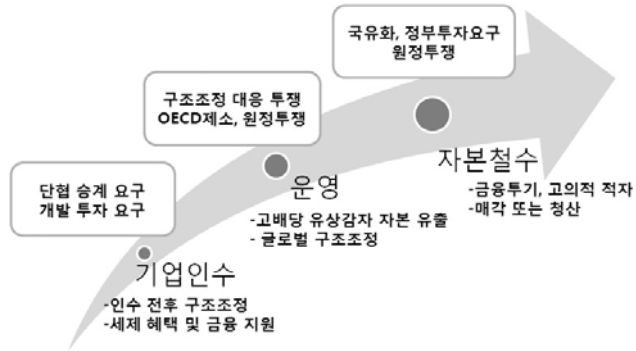 국유화, 정부투자요구
원정투쟁
구조조정 대응 투쟁
OECD제소, 원정투쟁
단협 승계 요구
개발 투자 요구
자본철수
-금융투기, 고의적 적자
-매각 또는 청산
운영
-고배당 유상감자 자본 유출
- 글로벌 구조조정
기업인수
-인수 전후 구조조정
-세제 혜택 및 금융 지원